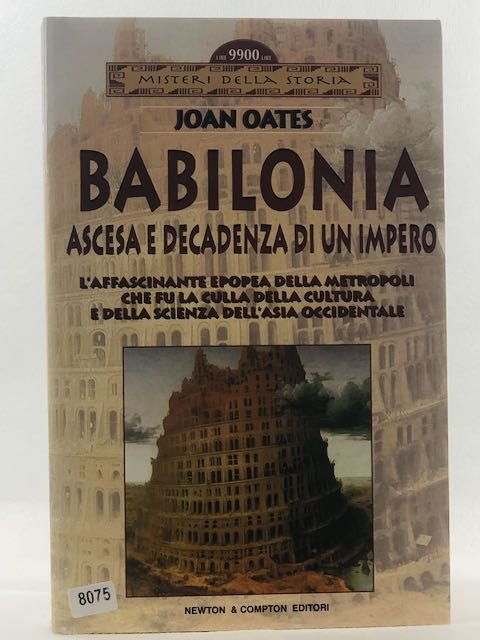 LIRE 9900 LIRE
MISTERI DELLA STORIA
JOAN OATES
BABILONIA
ASCESA E DECADENZA DI UN IMPERO
L'AFFASCINANTE EPOPEA DELLA METROPOLI
CHE FU LA CULLA DELLA CULTURA
E DELLA SCIENZA DELL'ASIA OCCIDENTALE
8075
NEWTON & COMPTON EDITORI